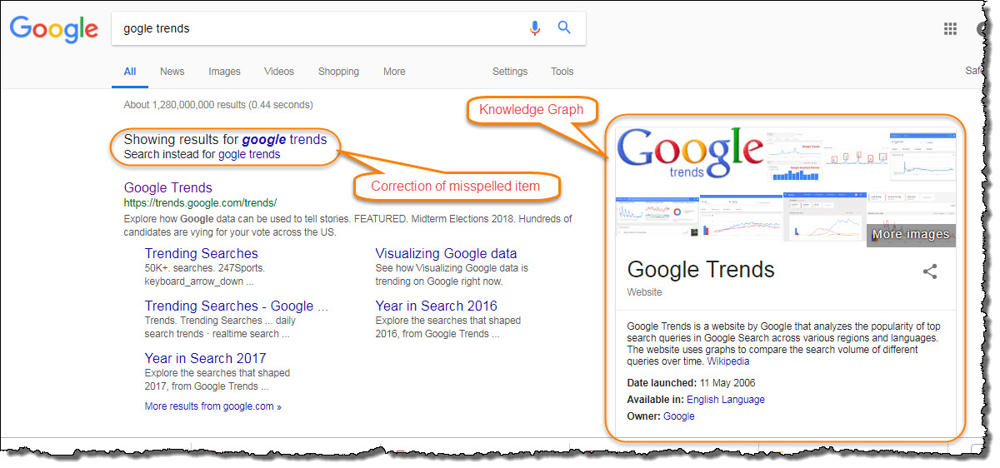 Google
gogle trends
All News Images Videos Shopping More Settings Tools
Safe
About 1,280,000,000 results (0.44 seconds)
Knowledge Graph
Showing results for google trends
Search instead for gogle trends
Correction of misspelled item
Google Trends
https://trends.google.com/trends/
Explore how Google data can be used to tell stories. FEATURED. Midterm Elections 2018. Hundreds of
candidates are vying for your vote across the US.
Trending Searches
50K+. searches. 247Sports.
keyboard_arrow_down ...
Visualizing Google data
See how Visualizing Google data is
trending on Google right now.
Trending Searches - Google ...
Trends. Trending Searches ... daily
search trends · realtime search ...
Year in Search 2016
Explore the searches that shaped
2016, from Google Trends ...
Year in Search 2017
Explore the searches that shaped
2017, from Google Trends ...
More results from google.com »
Google
trends
More images
Google Trends
Website
Google Trends is a website by Google that analyzes the popularity of top
search queries in Google Search across various regions and languages.
The website uses graphs to compare the search volume of different
queries over time. Wikipedia
Date launched: 11 May 2006
Available in: English Language
Owner: Google